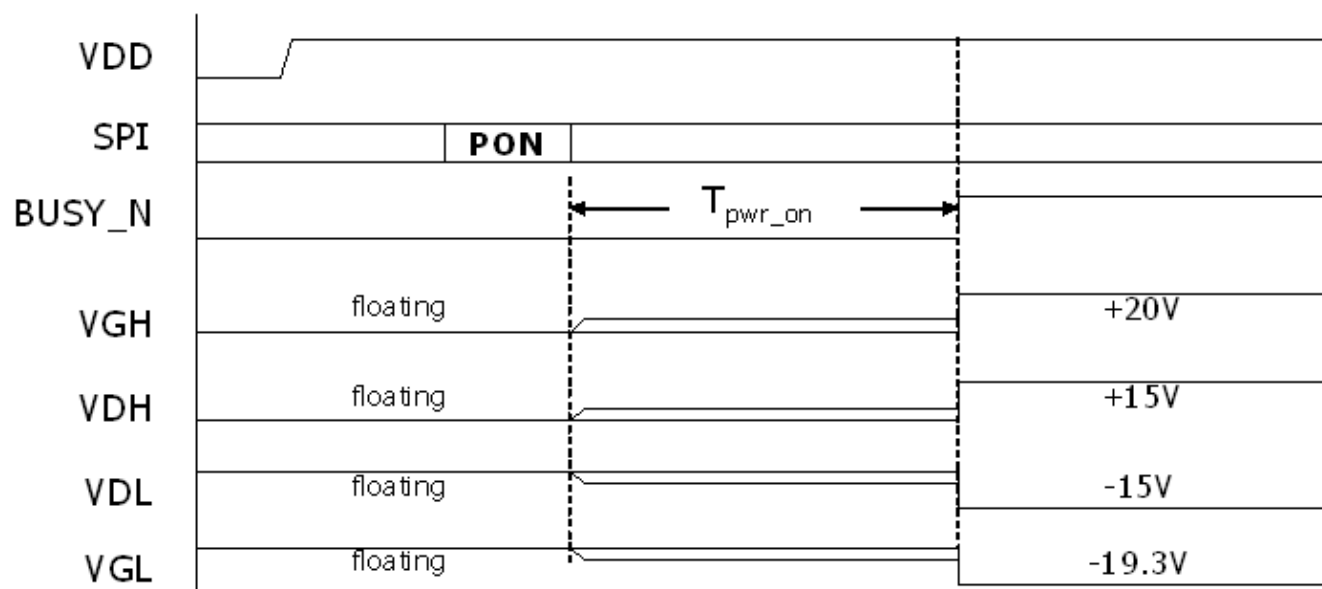 VDD
SPI
PON
BUSY_N
Tpwr_on
VGH
floating
+20V
VDH
floating
+15V
VDL
floating
-15V
VGL
floating
-19.3V